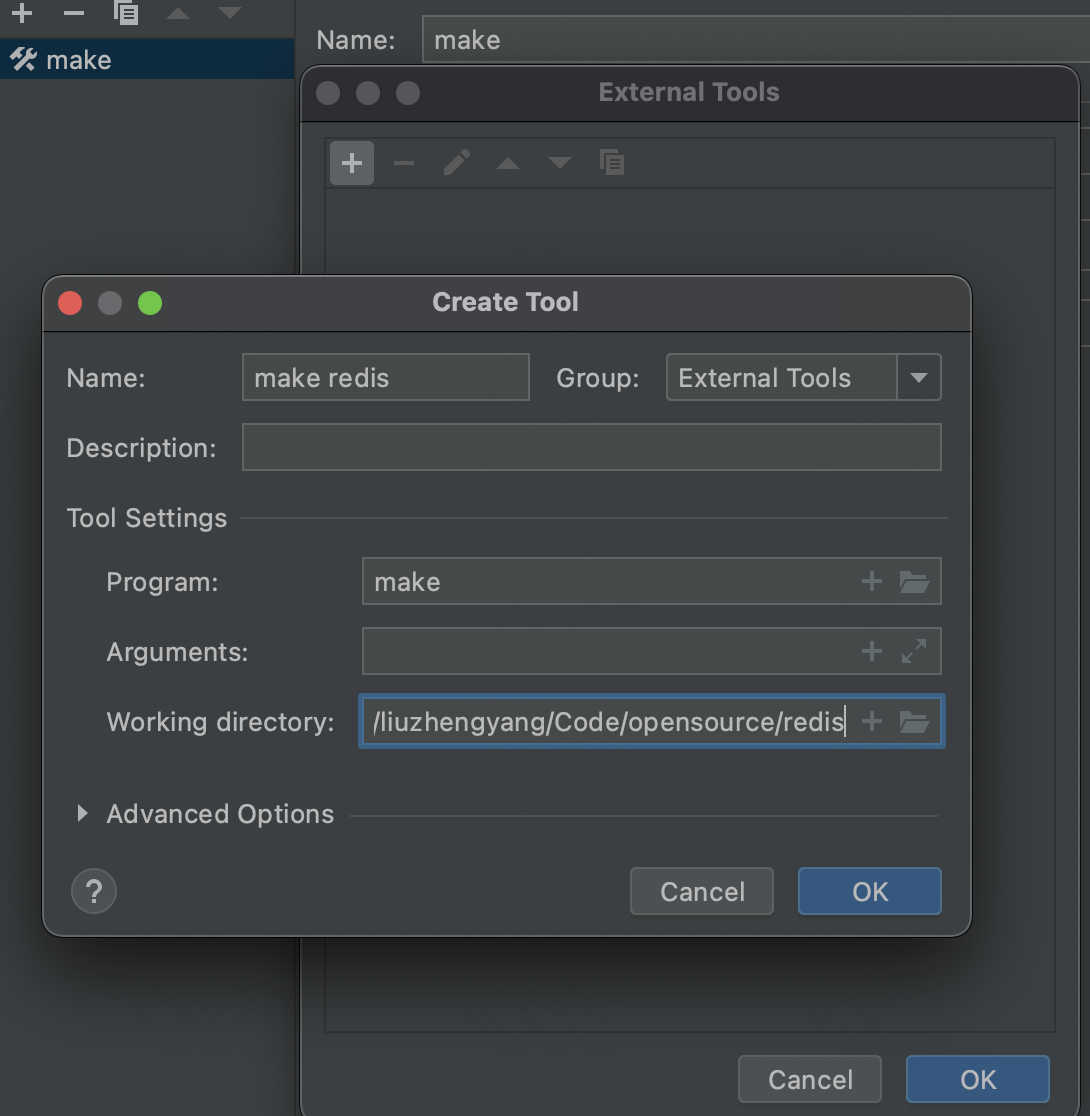 make
Name: make
External Tools
Create Tool
Name: make redis Group: External Tools
Description:
Tool Settings
Program: make
Arguments:
Working directory: /liuzhengyang/Code/opensource/redis
Advanced Options
? Cancel OK
Cancel OK